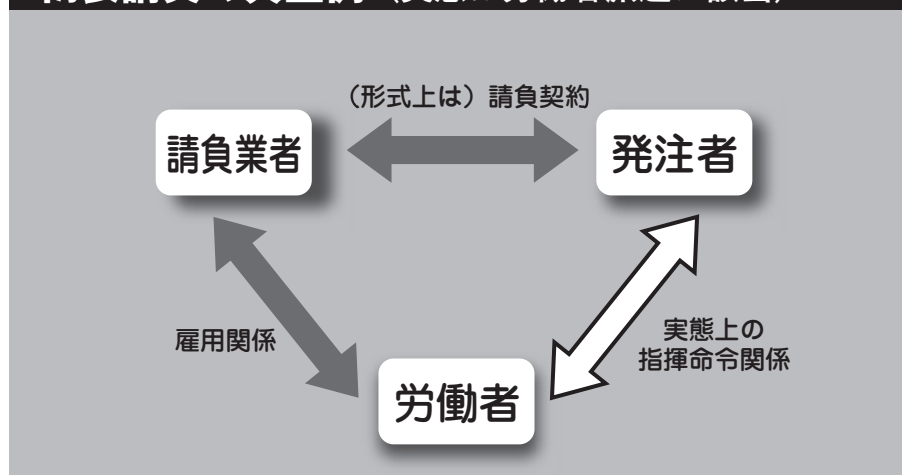 （形式上は）請負契約
請負業者
発注者
雇用関係
実態上の
指揮命令関係
労働者